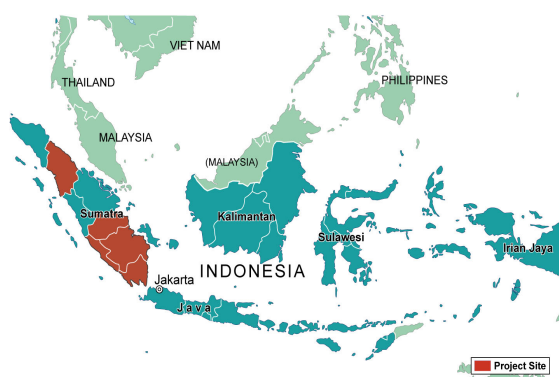 VIET NAM
THAILAND
PHILIPPINES
MALAYSIA
(MALAYSIA)
Sumatra
Kalimantan
Sulawesi
Irian Jaya
INDONESIA
Jakarta
Java
Project Site